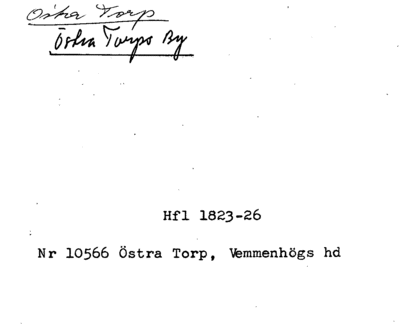 Östra Torp
Östra Torps By
Hfl 1823-26
Nr 10566 Östra Torp, Vemmenhögs hd